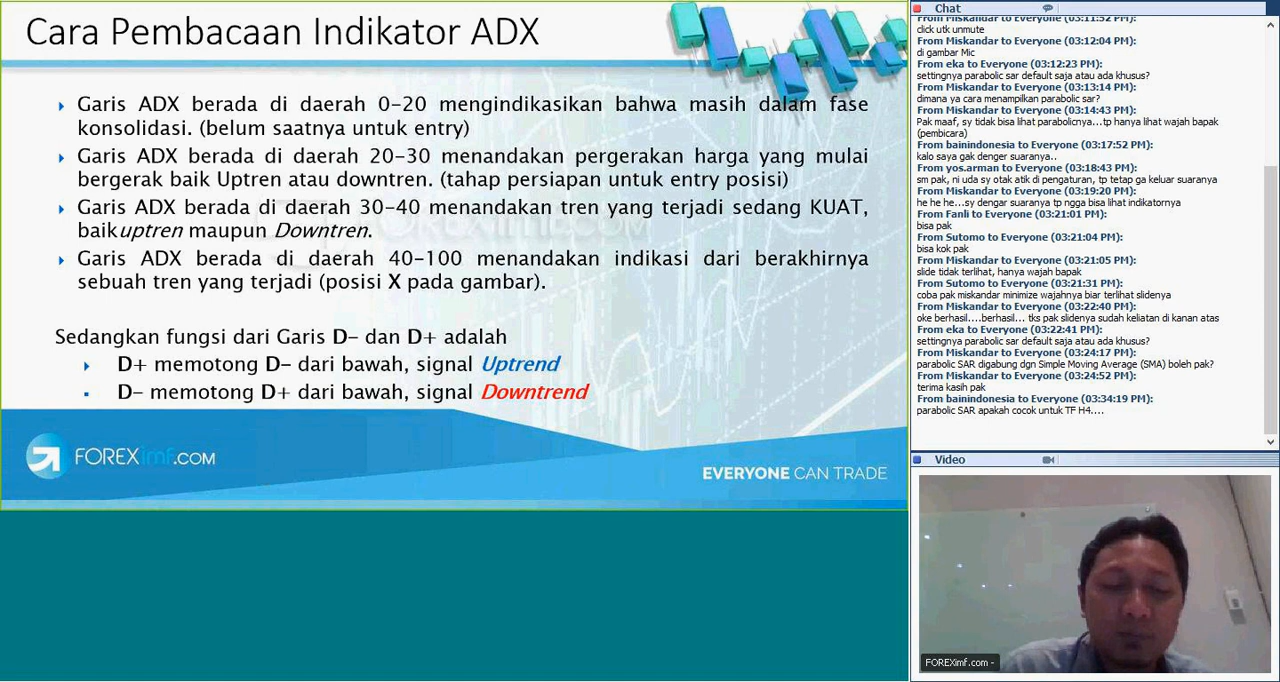 Cara Pembacaan Indikator ADX
Garis ADX berada di daerah 0-20 mengindikasikan bahwa masih dalam fase
konsolidasi. (belum saatnya untuk entry)
Garis ADX berada di daerah 20-30 menandakan pergerakan harga yang mulai
bergerak baik Uptren atau downtren. (tahap persiapan untuk entry posisi)
Garis ADX berada di daerah 30-40 menandakan tren yang terjadi sedang KUAT,
baik uptren maupun Downtren.
Garis ADX berada di daerah 40-100 menandakan indikasi dari berakhirnya
sebuah tren yang terjadi (posisi X pada gambar).
Sedangkan fungsi dari Garis D- dan D+ adalah
D+ memotong D- dari bawah, signal Uptrend
D- memotong D+ dari bawah, signal Downtrend
FOREXimf.COM
EVERYONE CAN TRADE
Chat
From Miskandar to Everyone (03:11:52 PM):
click utk unmute
From Miskandar to Everyone (03:12:04 PM):
di gambar Mic
From eka to Everyone (03:12:23 PM):
settingnya parabolic sar default saja atau ada khusus?
From Miskandar to Everyone (03:13:14 PM):
dimana ya cara menampilkan parabolic sar?
From Miskandar to Everyone (03:14:43 PM):
Pak maaf, sy tidak bisa lihat parabolicnya...tp hanya lihat wajah bapak
(pembicara)
From bainindonesia to Everyone (03:17:52 PM):
kalo saya gak denger suaranya..
From yos.arman to Everyone (03:18:43 PM):
sm pak, ni uda sy otak atk di pengaturan, tp tetap ga keluar suaranya
From Miskandar to Everyone (03:19:20 PM):
he he he...sy dengar suaranya tp ngga bisa lihat indikatornya
From Fanli to Everyone (03:21:01 PM):
bisa pak
From Sutomo to Everyone (03:21:04 PM):
bisa kok pak
From Miskandar to Everyone (03:21:05 PM):
slide tidak terlihat, hanya wajah bapak
From Sutomo to Everyone (03:21:31 PM):
coba pak miskandar minimize wajahnya biar terlihat slidenya
From Miskandar to Everyone (03:22:40 PM):
oke berhasil....berhasil... tks pak slidenya sudah keliatan di kanan atas
From eka to Everyone (03:22:41 PM):
settingnya parabolic sar default saja atau ada khusus?
From Miskandar to Everyone (03:24:17 PM):
parabolic SAR digabung dgn Simple Moving Average (SMA) boleh pak?
From Miskandar to Everyone (03:24:52 PM):
terima kasih pak
From bainindonesia to Everyone (03:34:19 PM):
parabolic SAR apakah cocok untuk TF H4....
Video
FOREXimf.com -